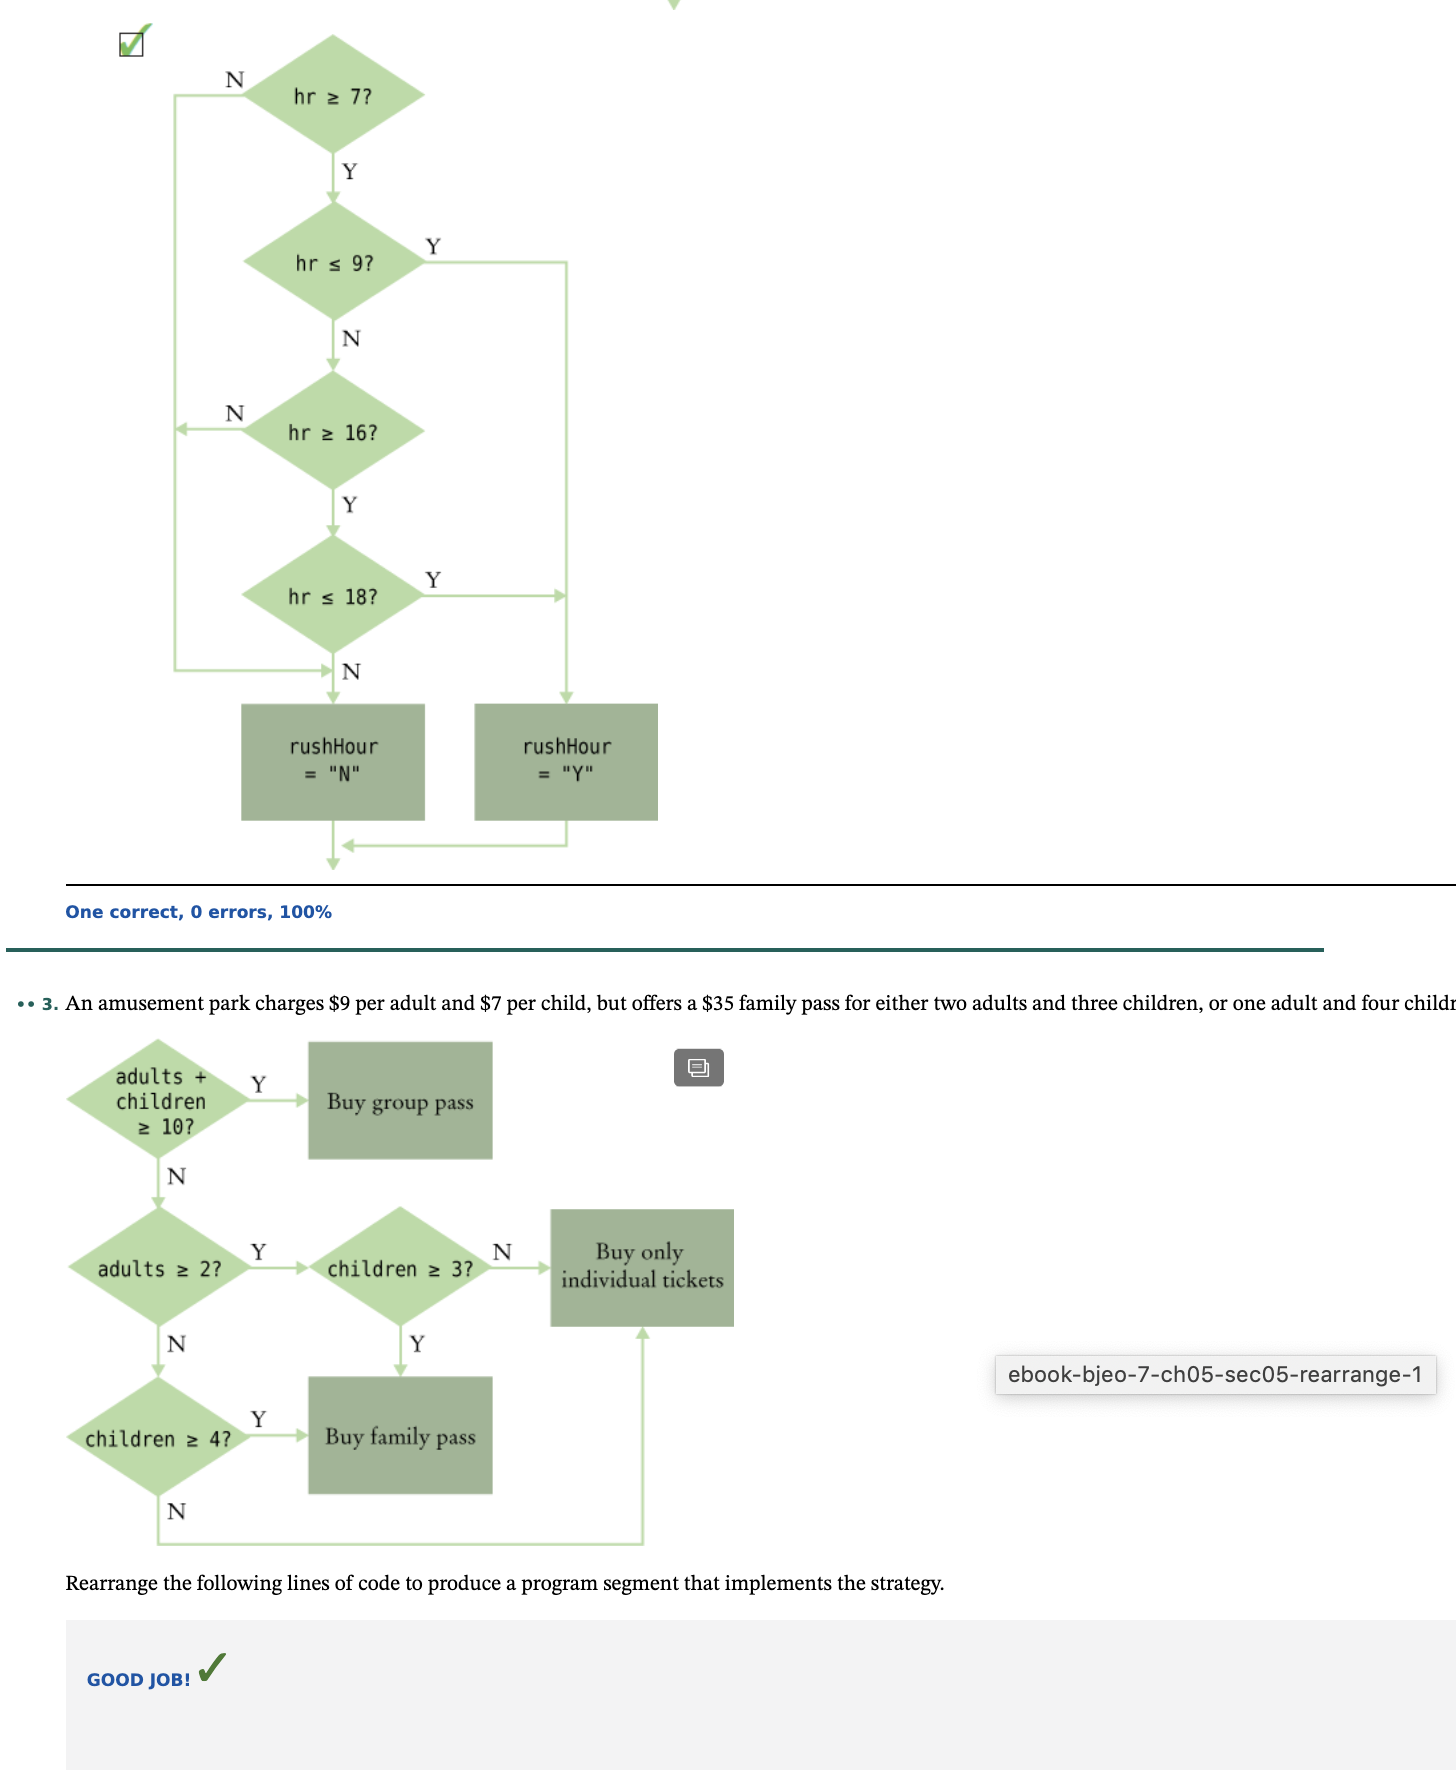 N
hr ≥ 7?
Y
Y
hr ≤ 9?
N
N
hr ≥ 16?
Y
Y
hr ≤ 18?
N
rushHour
= "N"
rushHour
= "Y"
One correct, 0 errors, 100%
•• 3. An amusement park charges $9 per adult and $7 per child, but offers a $35 family pass for either two adults and three children, or one adult and four childr
adults +
children
≥ 10?
Y
Buy group pass
N
adults ≥ 2?
Y
children ≥ 3?
N
Buy only
individual tickets
N
Y
ebook-bjeo-7-ch05-sec05-rearrange-1
children ≥ 4?
Y
Buy family pass
N
Rearrange the following lines of code to produce a program segment that implements the strategy.
GOOD JOB!